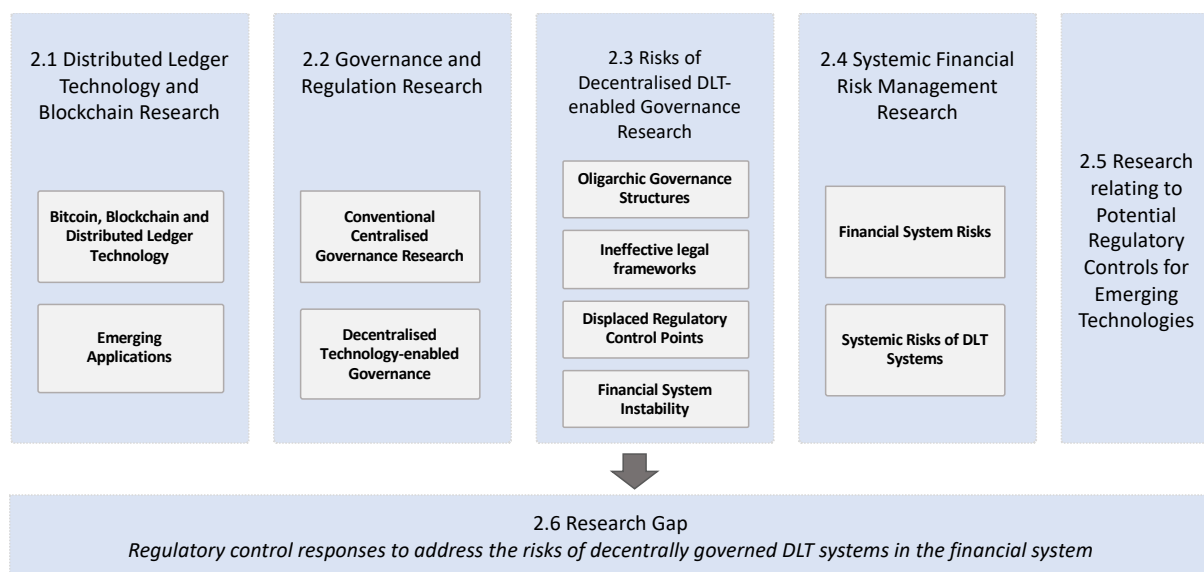 2.1 Distributed Ledger
Technology and
Blockchain Research
Bitcoin, Blockchain and
Distributed Ledger
Technology
Emerging
Applications
2.2 Governance and
Regulation Research
Conventional
Centralised
Governance Research
Decentralised
Technology-enabled
Governance
2.3 Risks of
Decentralised DLT-
enabled Governance
Research
Oligarchic Governance
Structures
Ineffective legal
frameworks
Displaced Regulatory
Control Points
Financial System
Instability
2.4 Systemic Financial
Risk Management
Research
Financial System Risks
Systemic Risks of DLT
Systems
2.5 Research
relating to
Potential
Regulatory
Controls for
Emerging
Technologies
2.6 Research Gap
Regulatory control responses to address the risks of decentrally governed DLT systems in the financial system